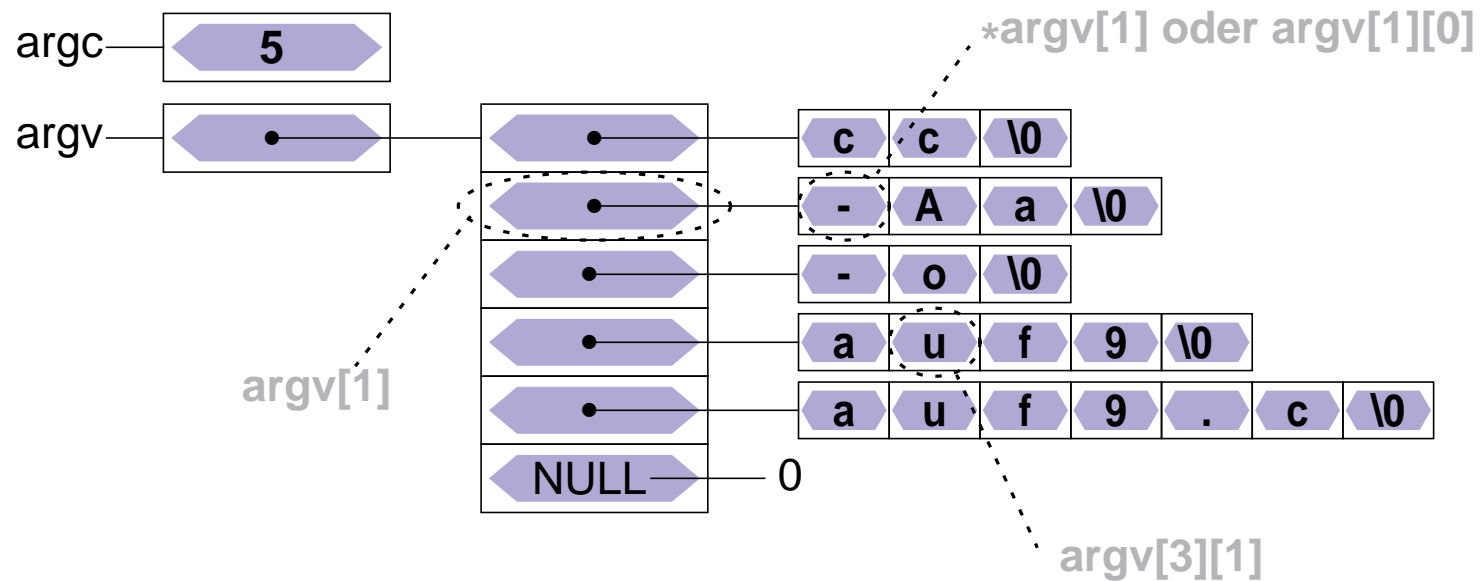 *argv[1] oder argv[1][0]
argc 5
argv c c \0
- A a \0
- o \0
a u f 9 \0
argv[1]
a u f 9 . c \0
NULL 0
argv[3][1]